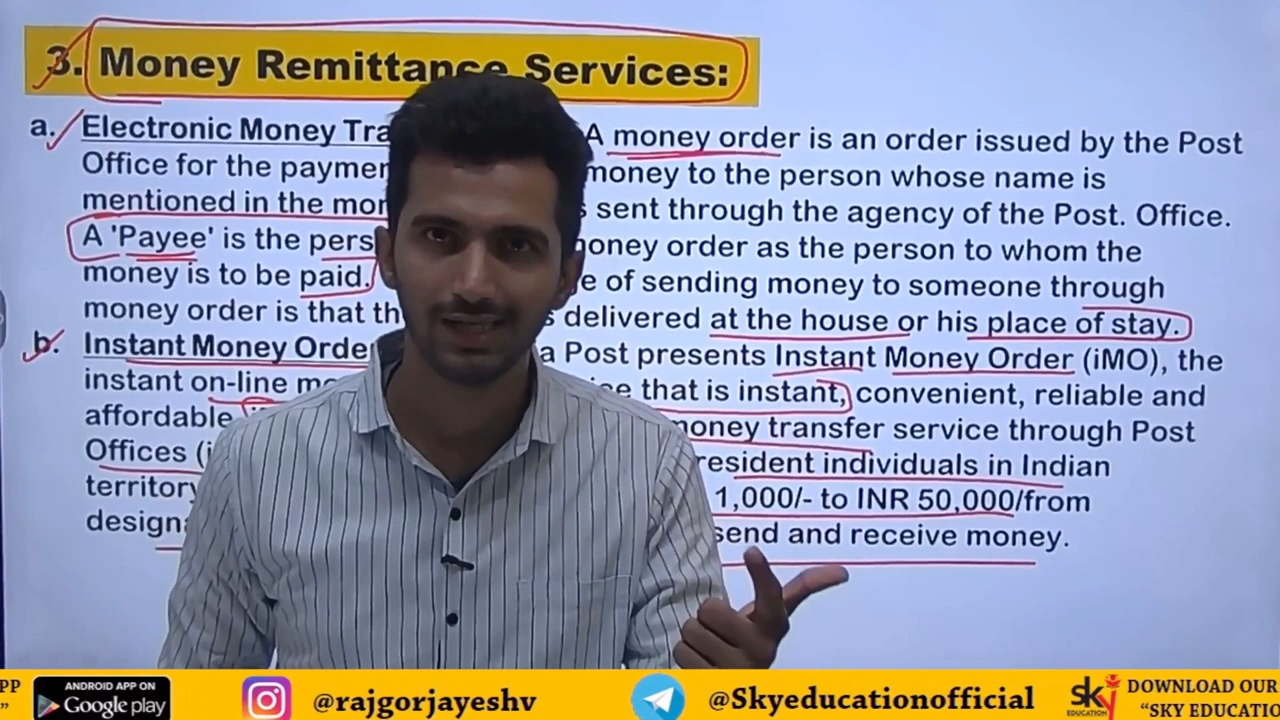 3. Money Remittance Services:
a. Electronic Money Tra A money order is an order issued by the Post
Office for the paymen money to the person whose name is
mentioned in the mo s sent through the agency of the Post. Office.
A 'Payee' is the pers oney order as the person to whom the
money is to be paid. e of sending money to someone through
money order is that th s delivered at the house or his place of stay.
b. Instant Money Orde a Post presents Instant Money Order (iMO), the
instant on-line m ce that is instant, convenient, reliable and
affordable money transfer service through Post
Offices (i resident individuals in Indian
territory 1,000/- to INR 50,000/from
design send and receive money.
PP
"
ANDROID APP ON
Google play
@rajgorjayeshv
@Skyeducationofficial
sky
EDUCATION
DOWNLOAD OUR
"SKY EDUCATIO